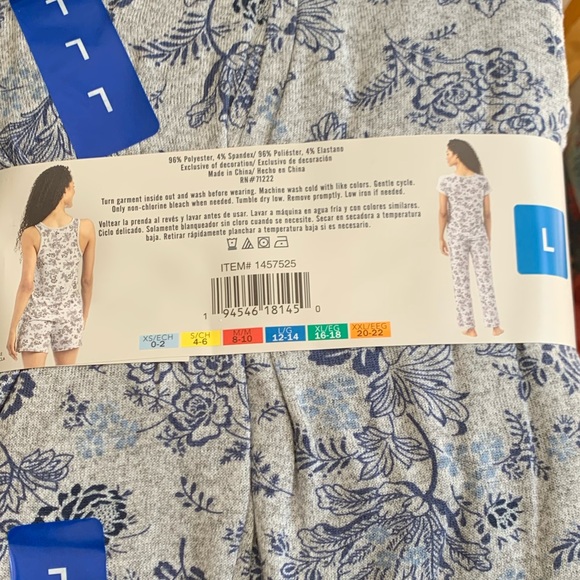 L
L
L
96% Polyester, 4% Spandex/ 96% Poliéster, 4% Elastano
Exclusive of decoration/ Exclusivo de decoración
Made in China/ Hecho en China
RN#71222
Turn garment inside out and wash before wearing. Machine wash cold with like colors. Gentle cycle.
Only non-chlorine bleach when needed. Tumble dry low. Remove promptly. Low iron if needed.
Voltear la prenda al revés y lavar antes de usar. Lavar a máquina en agua fría y con colores similares.
Ciclo delicado. Solamente blanqueador sin cloro cuando se necesite. Secar en secadora a temperatura
baja. Retirar rápidamente planchar a temperatura baja si es necesario.
ITEM# 1457525
1 94546 18145 0
XS/ECH
0-2
S/CH
4-6
M/M
8-10
L/G
12-14
XL/EG
16-18
XXL/EEG
20-22
L
L